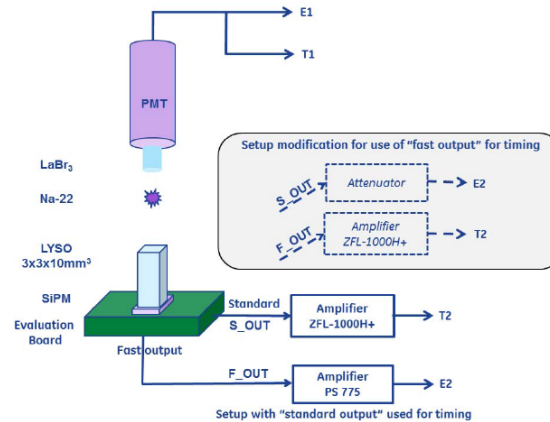 E1
T1
PMT
Setup modification for use of "fast output" for timing
LaBr3
S_OUT
Attenuator
E2
Na-22
F_OUT
Amplifier
ZFL-1000H+
T2
LYSO
3x3x10mm³
SiPM
Evaluation
Board
Standard
S_OUT
Amplifier
ZFL-1000H+
T2
Fast output
F_OUT
Amplifier
PS 775
E2
Setup with "standard output" used for timing